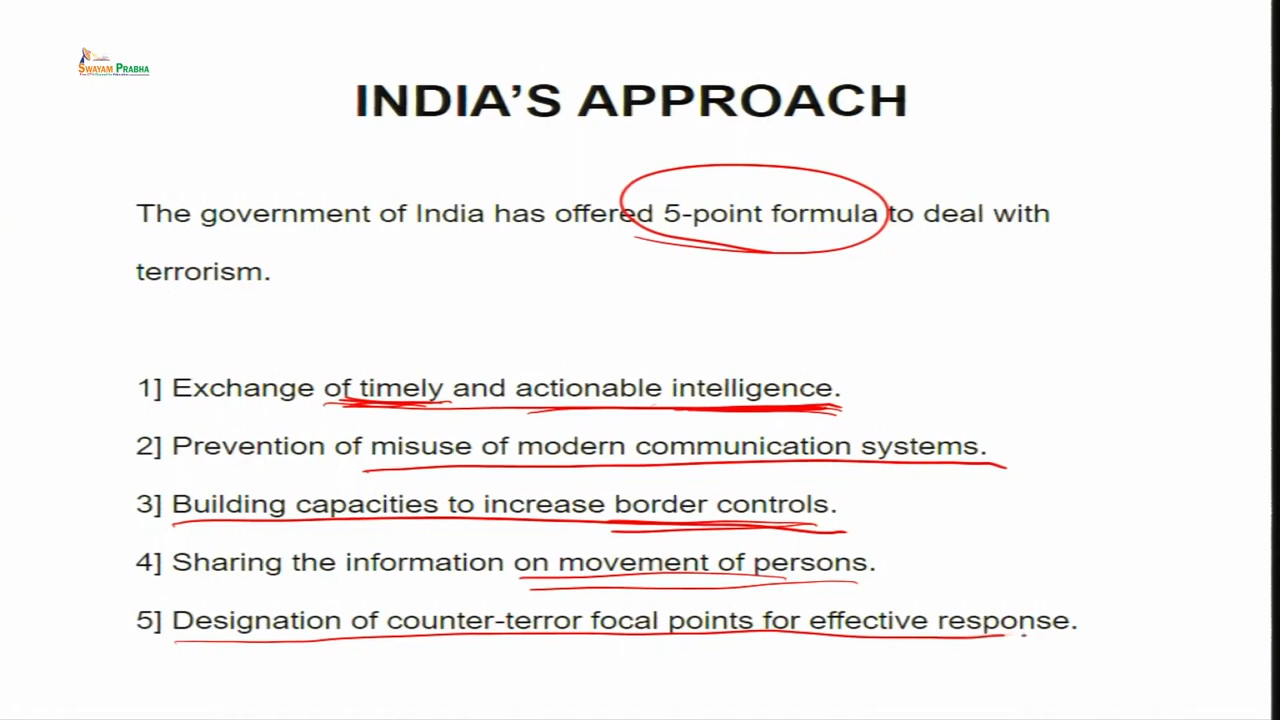 SWAYAM PRABHA
INDIA'S APPROACH
The government of India has offered 5-point formula to deal with
terrorism.
1] Exchange of timely and actionable intelligence.
2] Prevention of misuse of modern communication systems.
3] Building capacities to increase border controls.
4] Sharing the information on movement of persons.
5] Designation of counter-terror focal points for effective response.